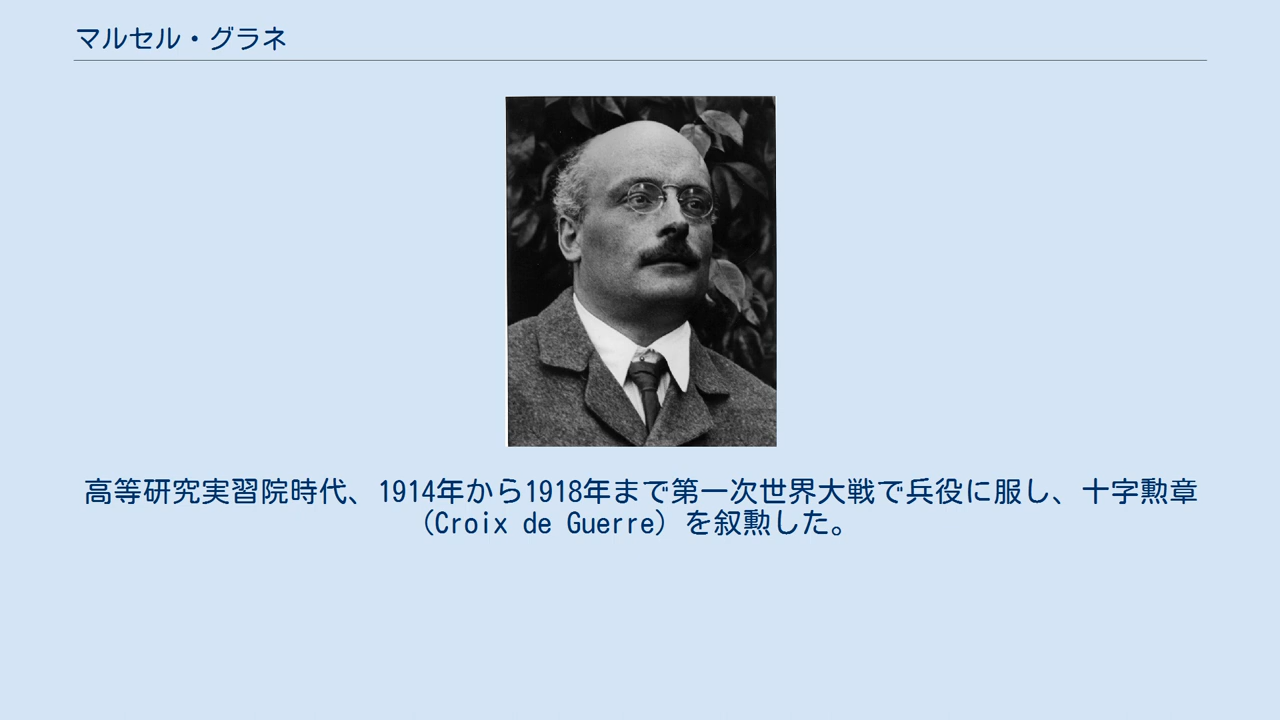 マルセル・グラネ
高等研究実習院時代、1914年から1918年まで第一次世界大戦で兵役に服し、十字勲章
（Croix de Guerre）を叙勲した。